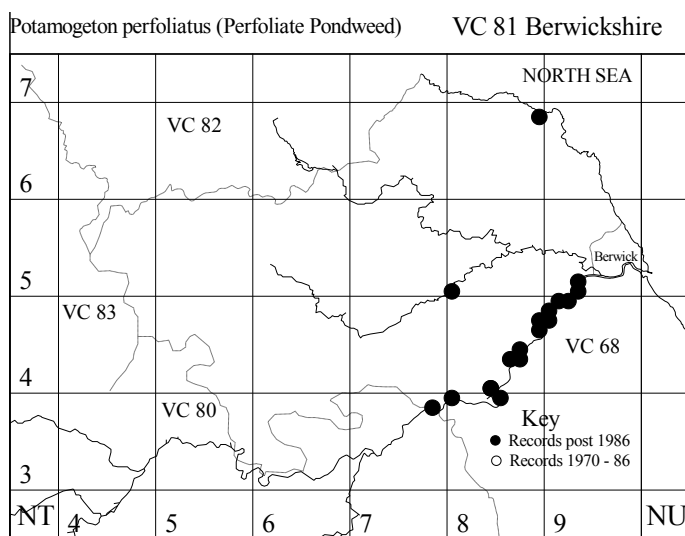 Potamogeton perfoliatus (Perfoliate Pondweed) VC 81 Berwickshire
NORTH SEA
7
VC 82
6
Berwick
5
VC 83
VC 68
4
VC 80
Key
Records post 1986
Records 1970 - 86
3
NT 4 5 6 7 8 9 NU